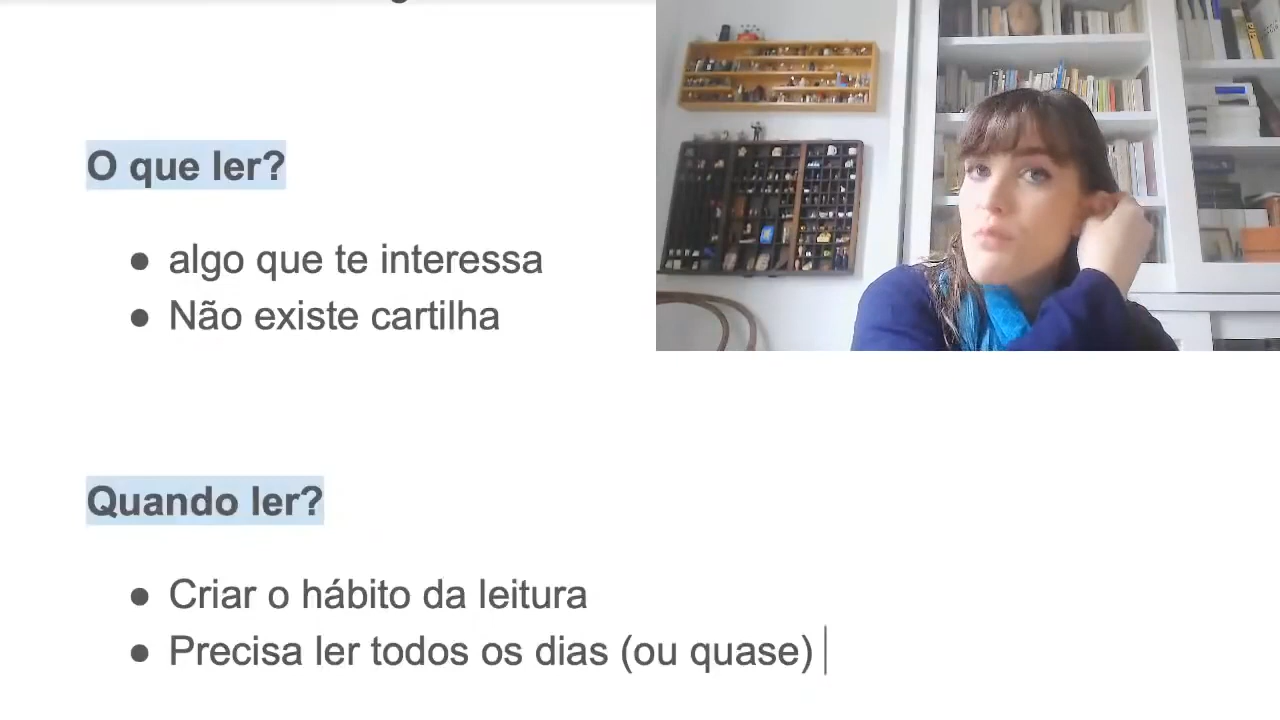 O que ler?
● algo que te interessa
● Não existe cartilha
Quando ler?
● Criar o hábito da leitura
● Precisa ler todos os dias (ou quase)